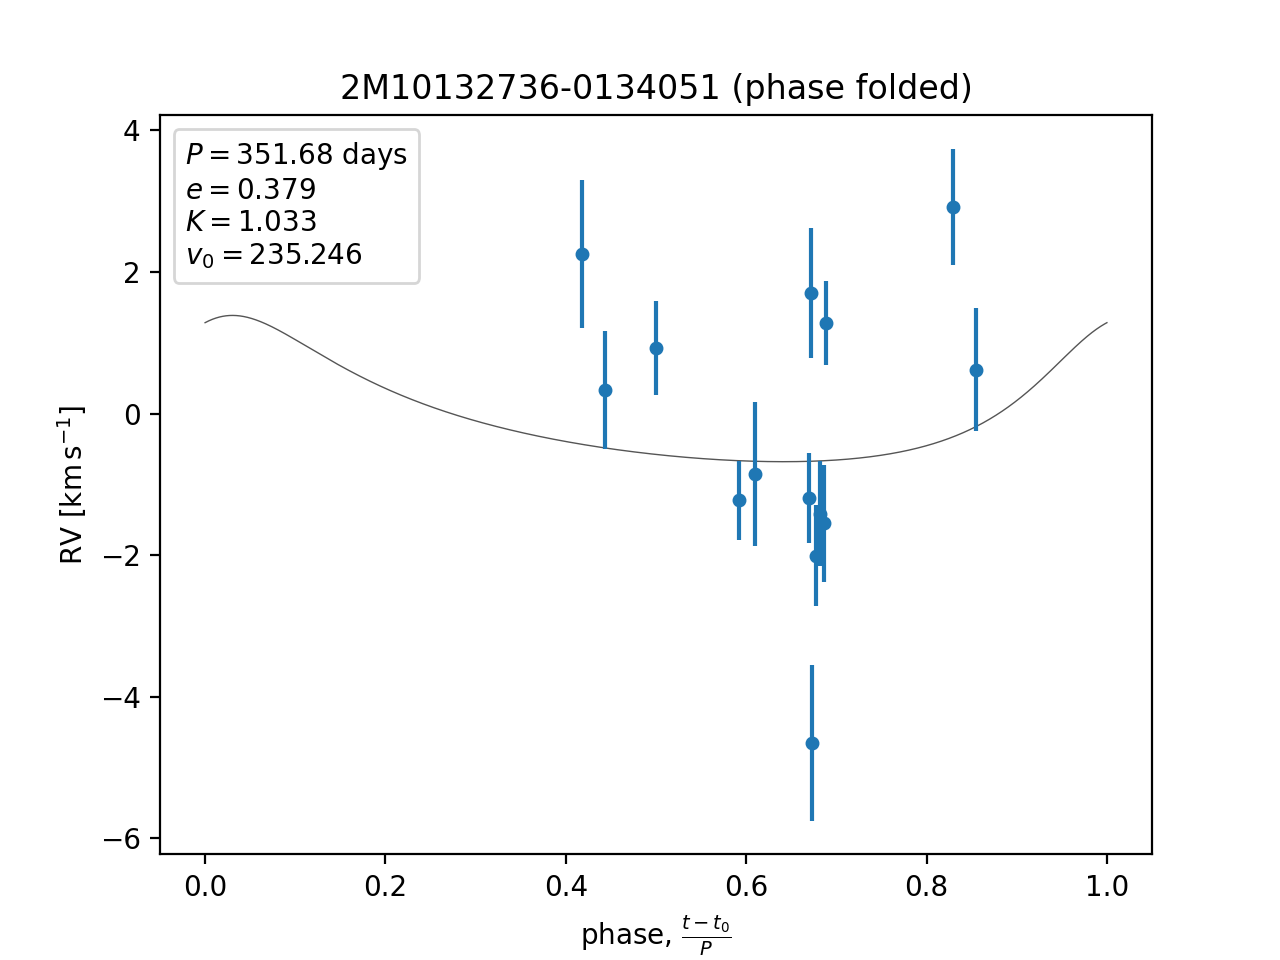 2M10132736-0134051 (phase folded)
P = 351.68 days
e = 0.379
K = 1.033
v₀ = 235.246
RV [km s⁻¹]
4
2
0
−2
−4
−6
0.0 0.2 0.4 0.6 0.8 1.0
phase, (t − t₀)/P